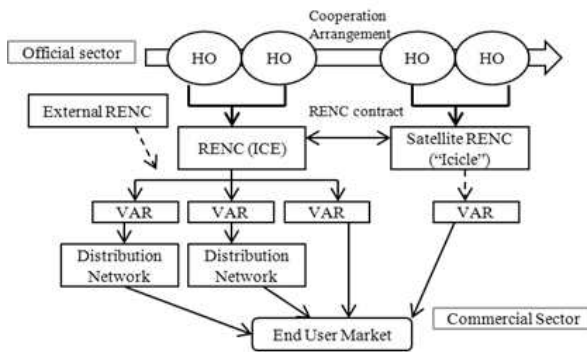 Cooperation
Arrangement
Official sector
HO HO HO HO
External RENC
RENC contract
RENC (ICE)
Satellite RENC
("Icicle")
VAR VAR VAR VAR
Distribution
Network
Distribution
Network
Commercial Sector
End User Market